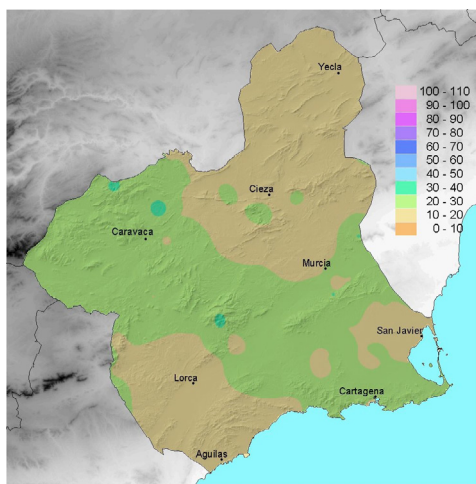 Yecla
100 - 110
90 - 100
80 - 90
70 - 80
60 - 70
50 - 60
40 - 50
30 - 40
20 - 30
10 - 20
0 - 10
Cieza
Caravaca
Murcia
San Javier
Lorca
Cartagena
Aguilas